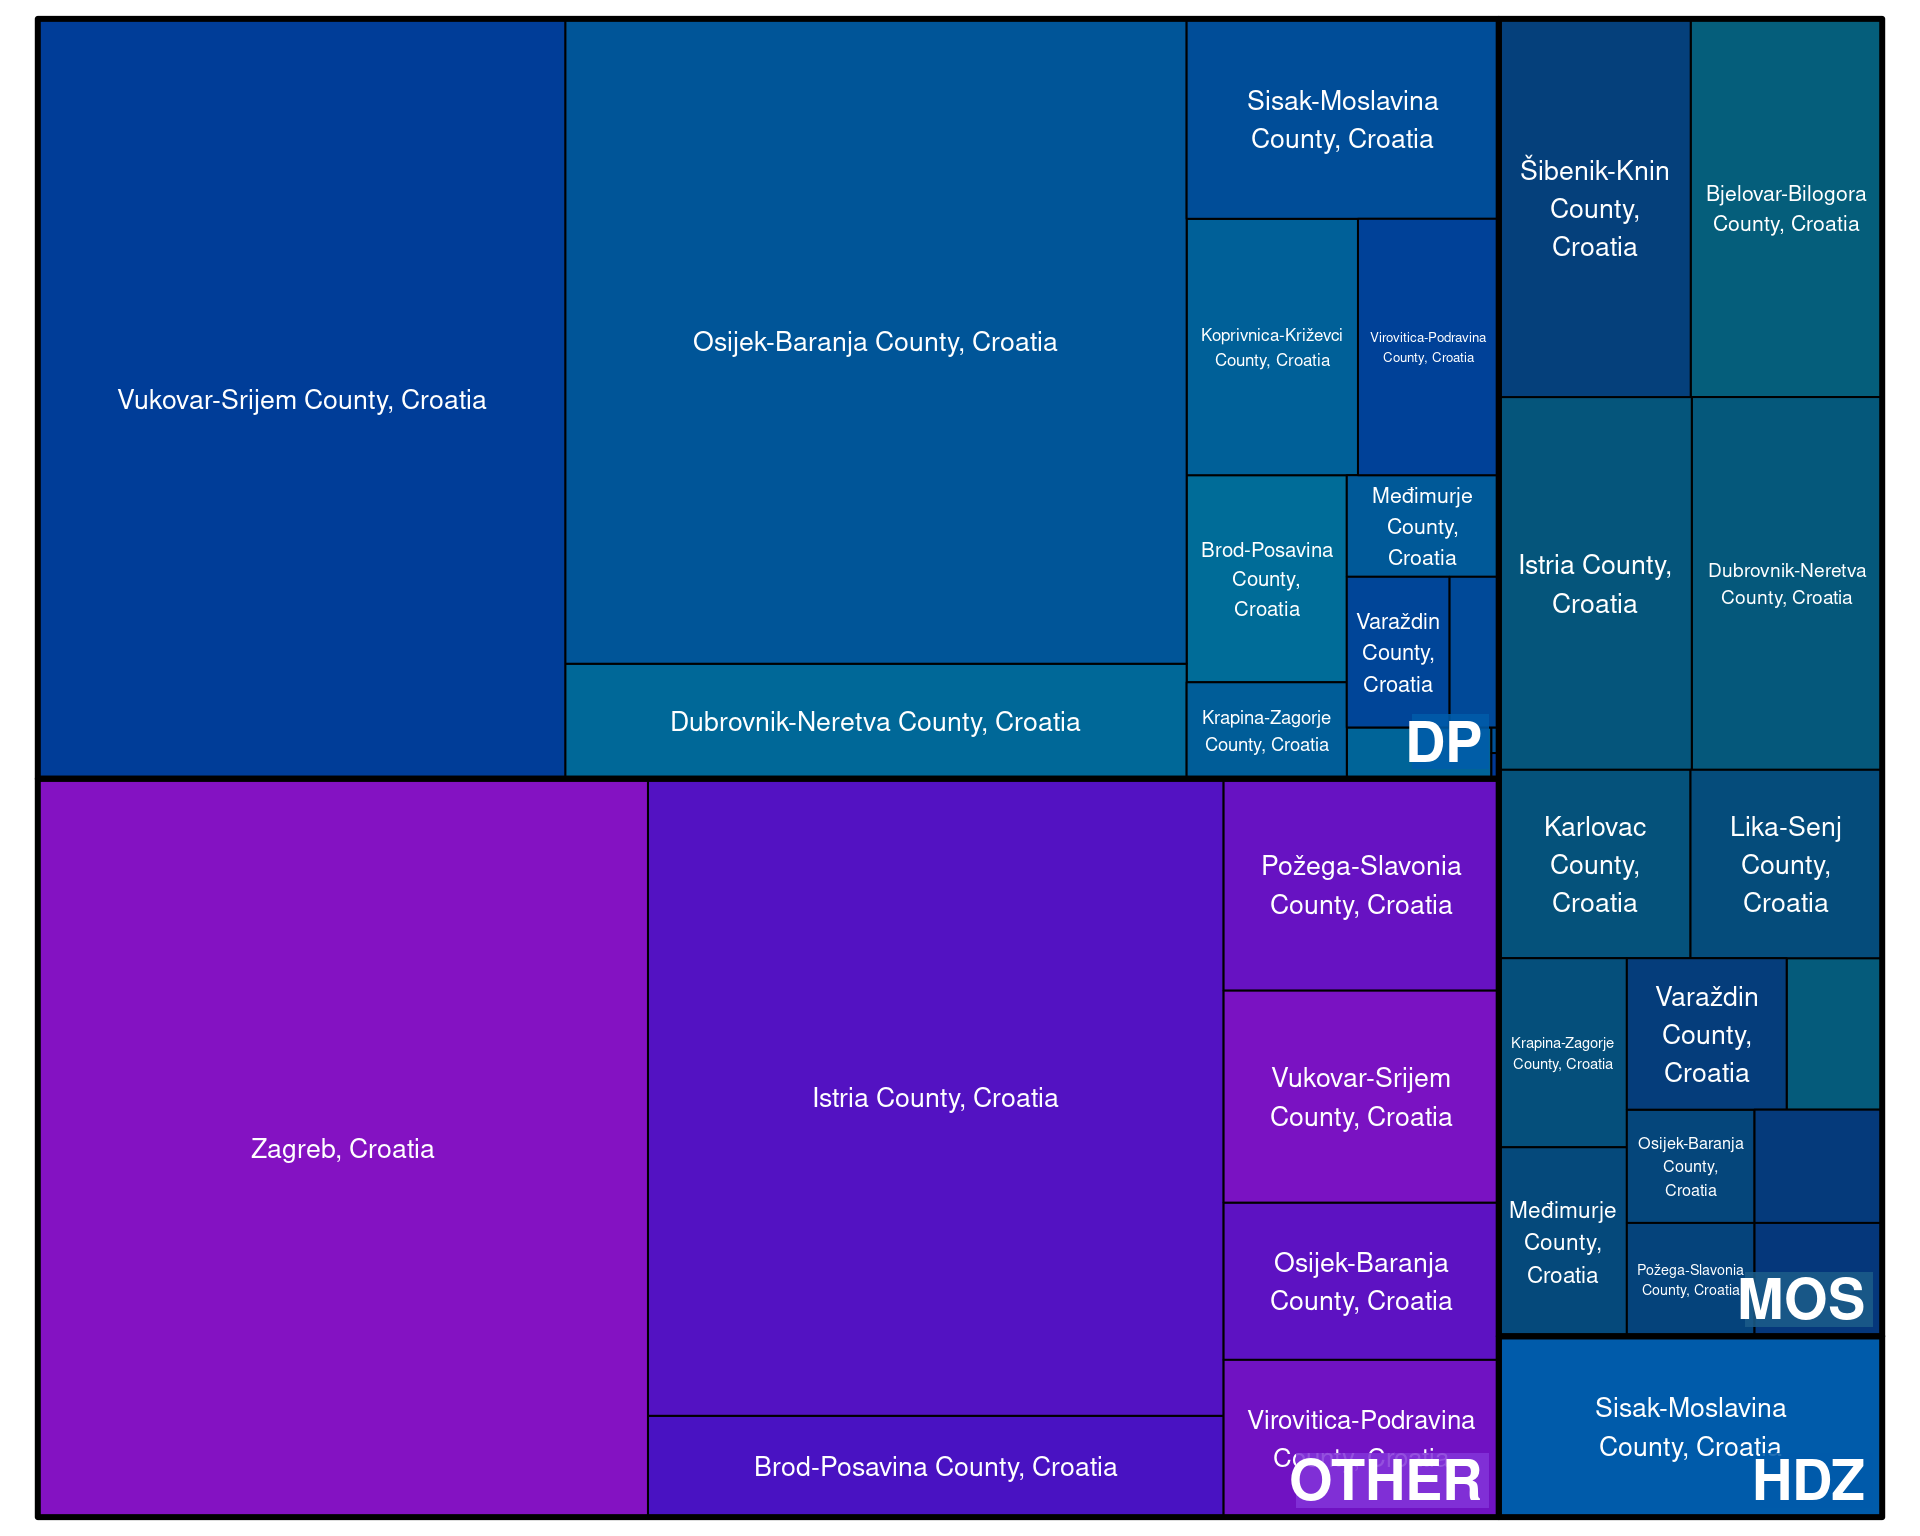 Vukovar-Srijem County, Croatia
Osijek-Baranja County, Croatia
Dubrovnik-Neretva County, Croatia
Sisak-Moslavina
County, Croatia
Koprivnica-Križevci
County, Croatia
Virovitica-Podravina
County, Croatia
Brod-Posavina
County,
Croatia
Međimurje
County,
Croatia
Varaždin
County,
Croatia
Krapina-Zagorje
County, Croatia
DP
Zagreb, Croatia
Istria County, Croatia
Brod-Posavina County, Croatia
Požega-Slavonia
County, Croatia
Vukovar-Srijem
County, Croatia
Osijek-Baranja
County, Croatia
Virovitica-Podravina
County, Croatia
OTHER
Šibenik-Knin
County,
Croatia
Bjelovar-Bilogora
County, Croatia
Istria County,
Croatia
Dubrovnik-Neretva
County, Croatia
Karlovac
County,
Croatia
Lika-Senj
County,
Croatia
Krapina-Zagorje
County, Croatia
Varaždin
County,
Croatia
Međimurje
County,
Croatia
Osijek-Baranja
County,
Croatia
Požega-Slavonia
County, Croatia
MOS
Sisak-Moslavina
County, Croatia
HDZ